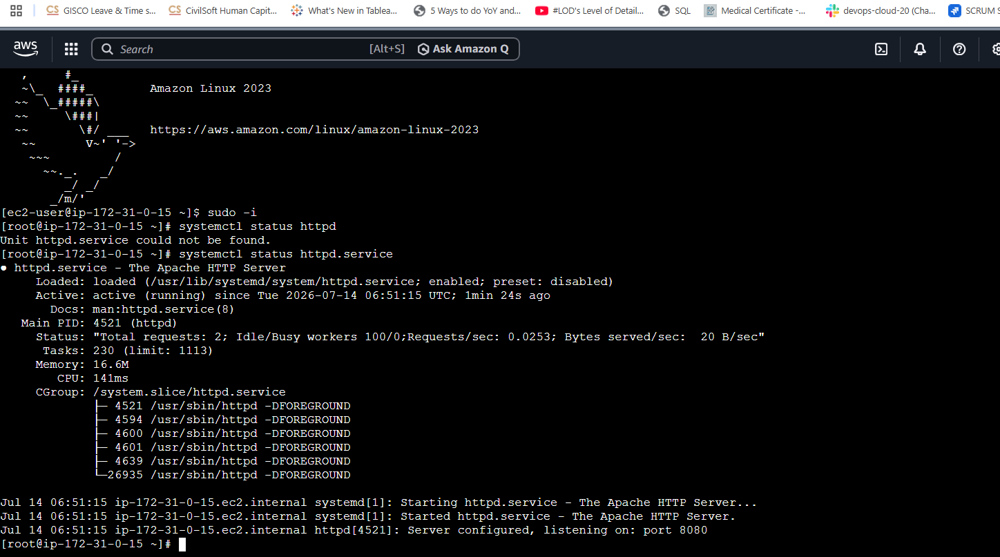 CS GISCO Leave & Time s... CS CivilSoft Human Capit... What's New in Tablea... 5 Ways to do YoY and... #LOD's Level of Detail... SQL Medical Certificate -... devops-cloud-20 (Cha... SCRUM S
aws Search [Alt+S] Ask Amazon Q
   ,     #_
   ~\_  ####_        Amazon Linux 2023
  ~~  \_#####\
  ~~     \###|
  ~~       \#/ ___   https://aws.amazon.com/linux/amazon-linux-2023
   ~~       V~' '->
    ~~~         /
      ~~._.   _/
         _/ _/
       _/m/'
[ec2-user@ip-172-31-0-15 ~]$ sudo -i
[root@ip-172-31-0-15 ~]# systemctl status httpd
Unit httpd.service could not be found.
[root@ip-172-31-0-15 ~]# systemctl status httpd.service
● httpd.service - The Apache HTTP Server
     Loaded: loaded (/usr/lib/systemd/system/httpd.service; enabled; preset: disabled)
     Active: active (running) since Tue 2026-07-14 06:51:15 UTC; 1min 24s ago
       Docs: man:httpd.service(8)
   Main PID: 4521 (httpd)
     Status: "Total requests: 2; Idle/Busy workers 100/0;Requests/sec: 0.0253; Bytes served/sec:  20 B/sec"
      Tasks: 230 (limit: 1113)
     Memory: 16.6M
        CPU: 141ms
     CGroup: /system.slice/httpd.service
             ├─ 4521 /usr/sbin/httpd -DFOREGROUND
             ├─ 4594 /usr/sbin/httpd -DFOREGROUND
             ├─ 4600 /usr/sbin/httpd -DFOREGROUND
             ├─ 4601 /usr/sbin/httpd -DFOREGROUND
             ├─ 4639 /usr/sbin/httpd -DFOREGROUND
             └─26935 /usr/sbin/httpd -DFOREGROUND
Jul 14 06:51:15 ip-172-31-0-15.ec2.internal systemd[1]: Starting httpd.service - The Apache HTTP Server...
Jul 14 06:51:15 ip-172-31-0-15.ec2.internal systemd[1]: Started httpd.service - The Apache HTTP Server.
Jul 14 06:51:15 ip-172-31-0-15.ec2.internal httpd[4521]: Server configured, listening on: port 8080
[root@ip-172-31-0-15 ~]#